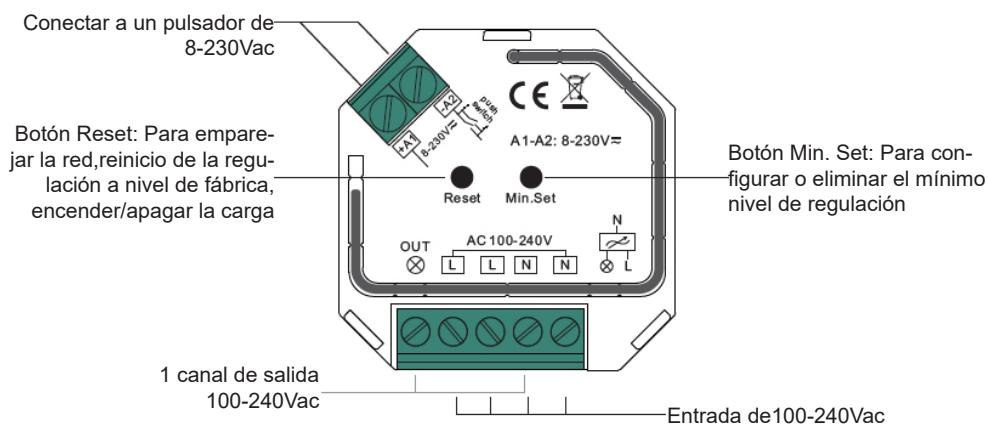 Conectar a un pulsador de
8-230Vac
Botón Reset: Para empare-
jar la red,reinicio de la regu-
lación a nivel de fábrica,
encender/apagar la carga
+A1
-A2
8-230V
push
switch
CE
A1-A2: 8-230V
Reset
Min.Set
Botón Min. Set: Para con-
figurar o eliminar el mínimo
nivel de regulación
OUT
AC 100-240V
L L N N
N
L
1 canal de salida
100-240Vac
Entrada de100-240Vac